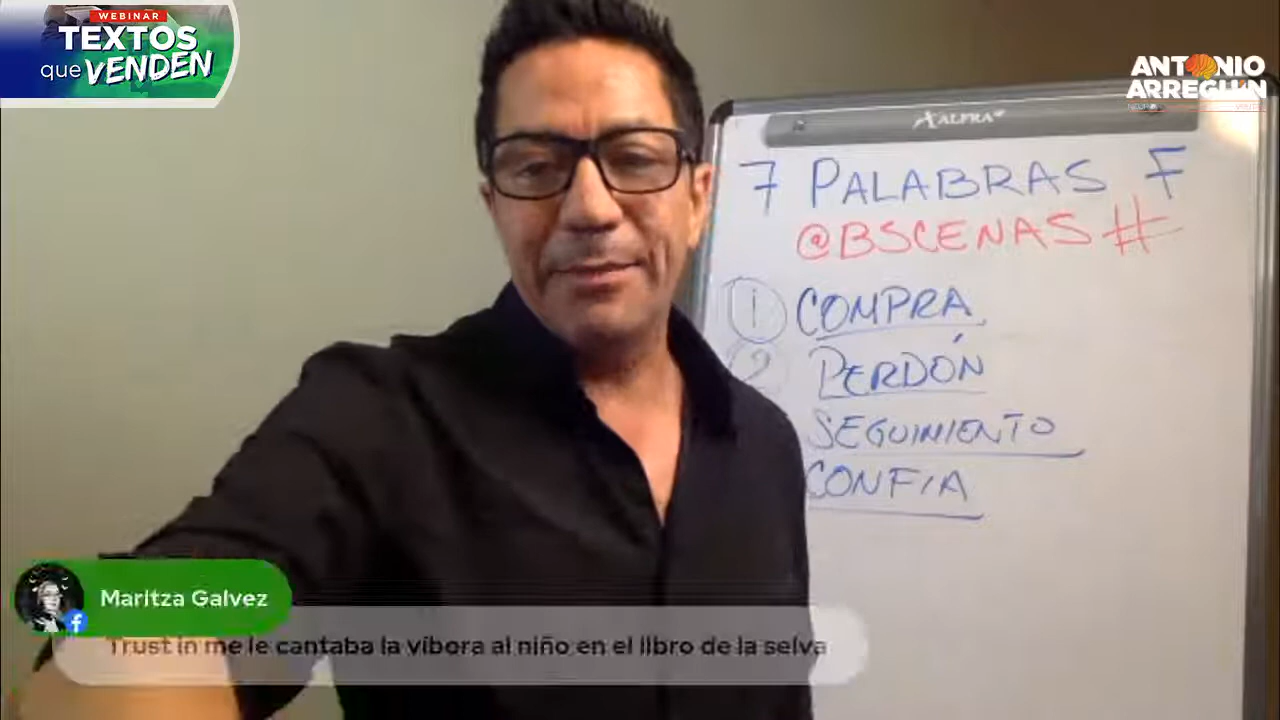 WEBINAR
TEXTOS
que VENDEN
ANTONIO
ARREGUÍN
ALFRA
7 PALABRAS F
@BSCENAS #
1 COMPRA
2 PERDÓN
SEGUIMIENTO
CONFÍA
Maritza Galvez
Trust in me le cantaba la víbora al niño en el libro de la selva